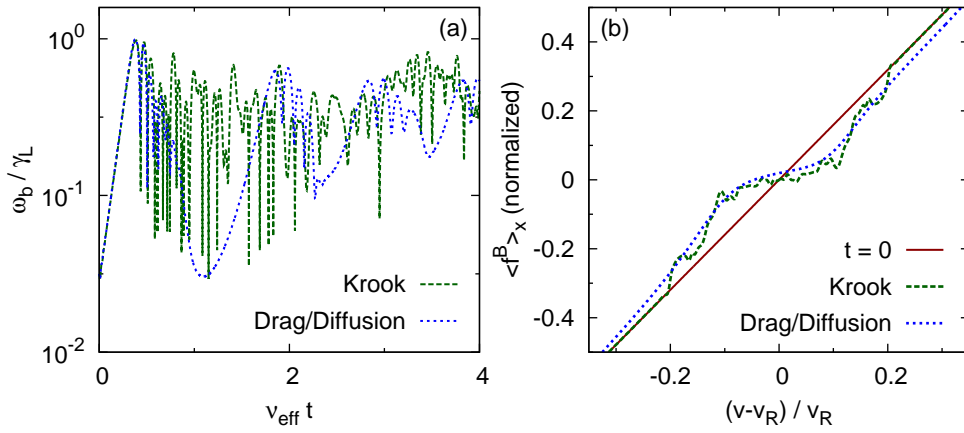 (a)
10^0
10^-1
10^-2
ω_b / γ_L
Krook
Drag/Diffusion
0
2
4
ν_eff t
(b)
0.4
0.2
0
-0.2
-0.4
<f^B>_x (normalized)
t = 0
Krook
Drag/Diffusion
-0.2
0
0.2
(v-v_R) / v_R